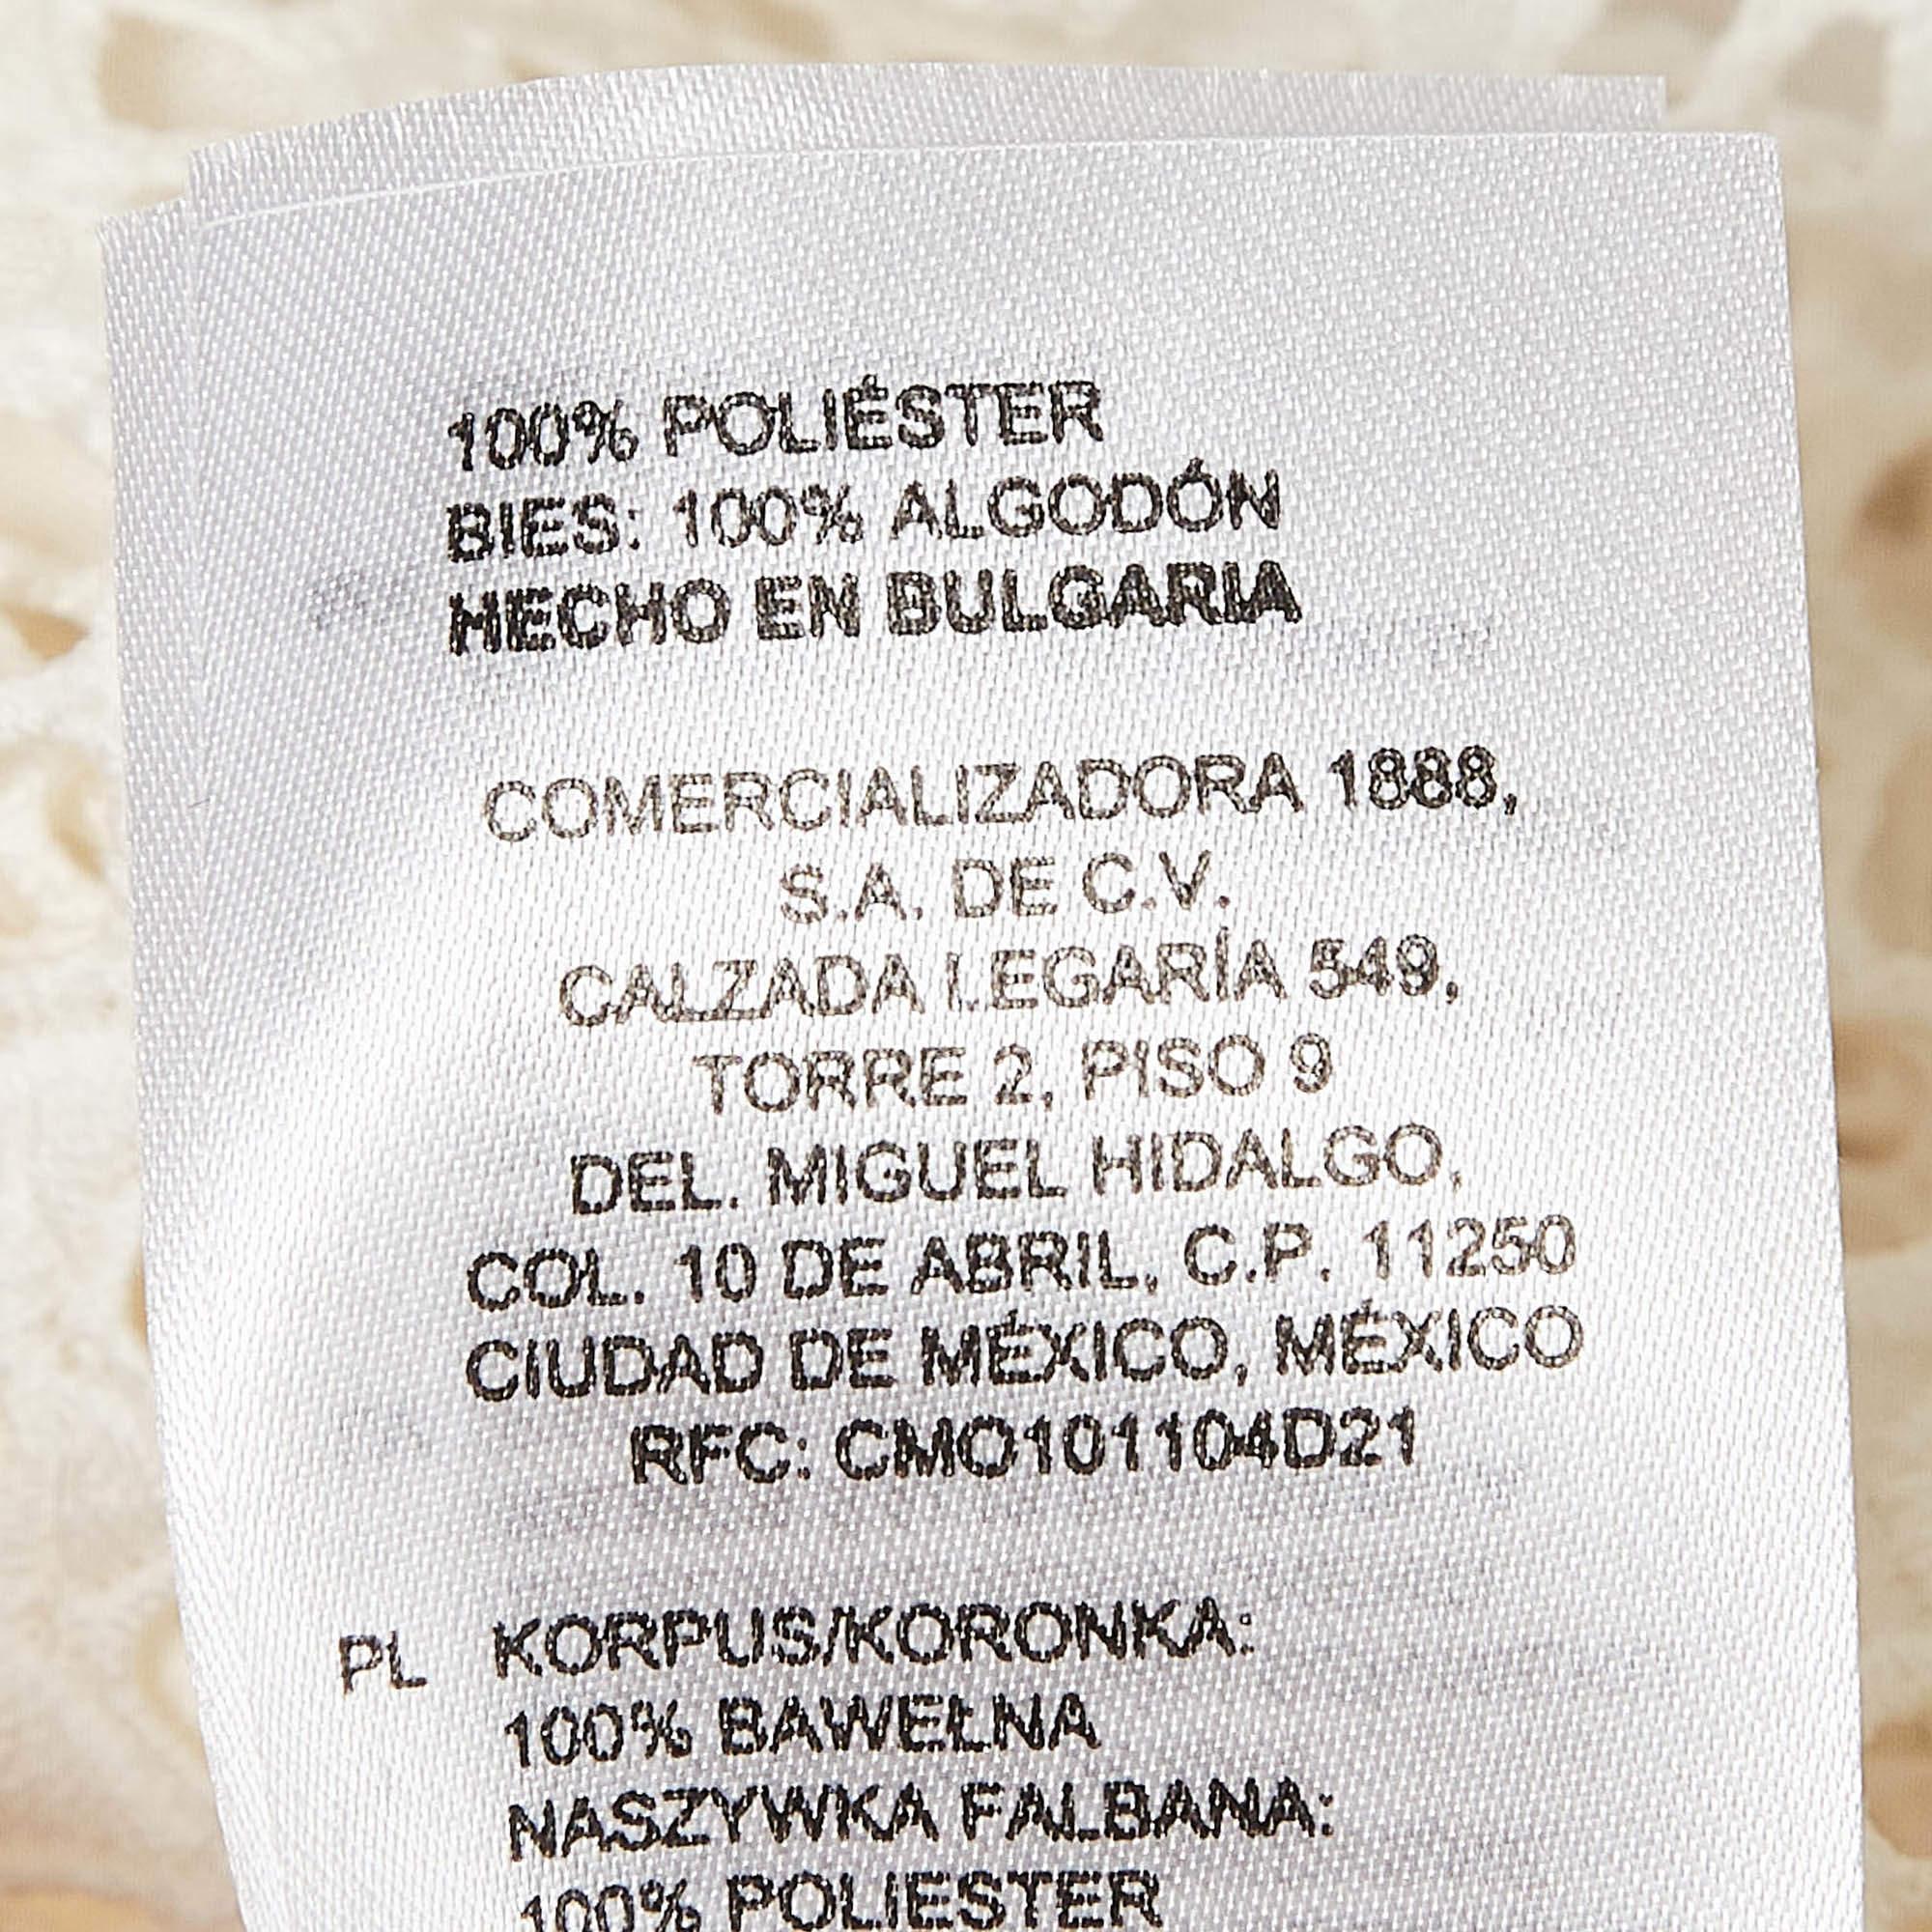 100% POLIÉSTER
BIES: 100% ALGODÓN
HECHO EN BULGARIA
COMERCIALIZADORA 1888,
S.A. DE C.V.
CALZADA LEGARÍA 549,
TORRE 2, PISO 9
DEL. MIGUEL HIDALGO,
COL. 10 DE ABRIL, C.P. 11250
CIUDAD DE MÉXICO, MÉXICO
RFC: CMO101104D21
PL KORPUS/KORONKA:
100% BAWEŁNA
NASZYWKA FALBANA:
100% POLIESTER